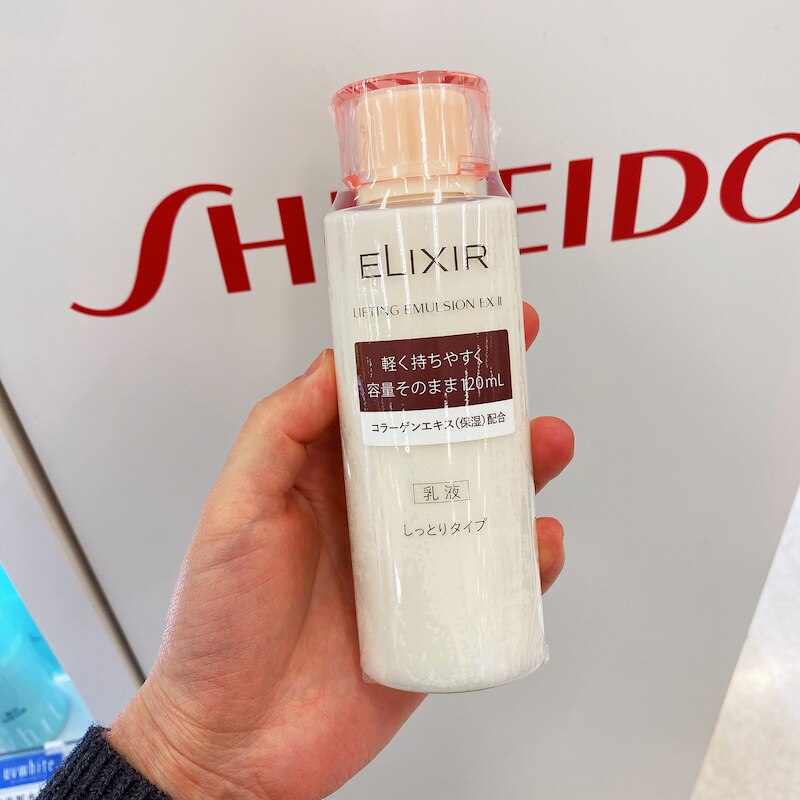 SHISEIDO
ELIXIR
LIFTING EMULSION EX II
軽く持ちやすく
容量そのまま120mL
コラーゲンエキス(保湿)配合
乳液
しっとりタイプ
uvwhite